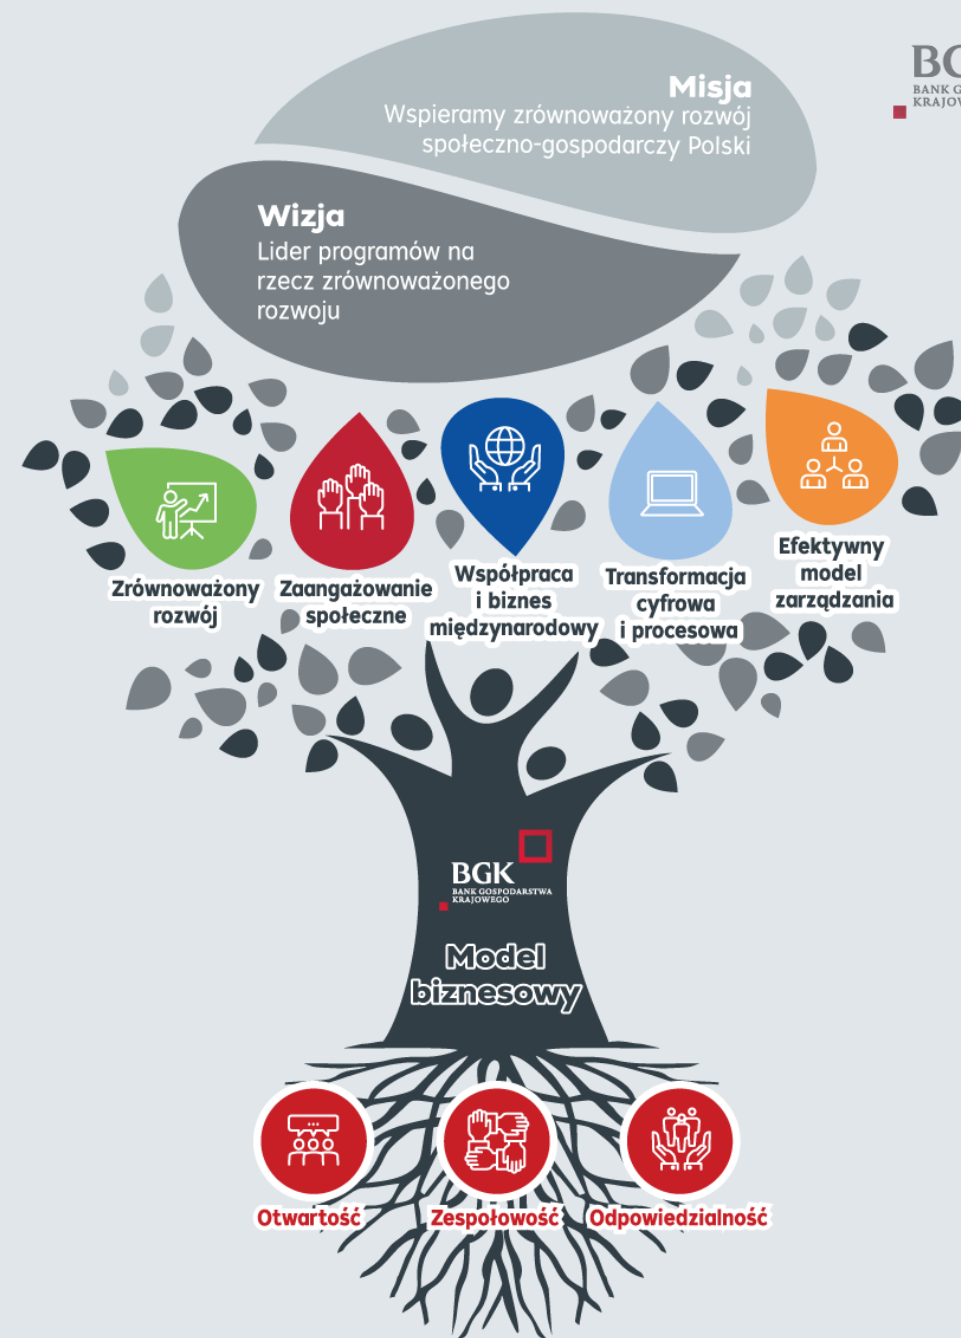 Misja
Wspieramy zrównoważony rozwój
społeczno-gospodarczy Polski
Wizja
Lider programów na
rzecz zrównoważonego
rozwoju
Zrównoważony
rozwój
Zaangażowanie
społeczne
Współpraca
i biznes
międzynarodowy
Transformacja
cyfrowa
i procesowa
Efektywny
model
zarządzania
BGK
BANK GOSPODARSTWA
KRAJOWEGO
Model
biznesowy
Otwartość
Zespołowość
Odpowiedzialność